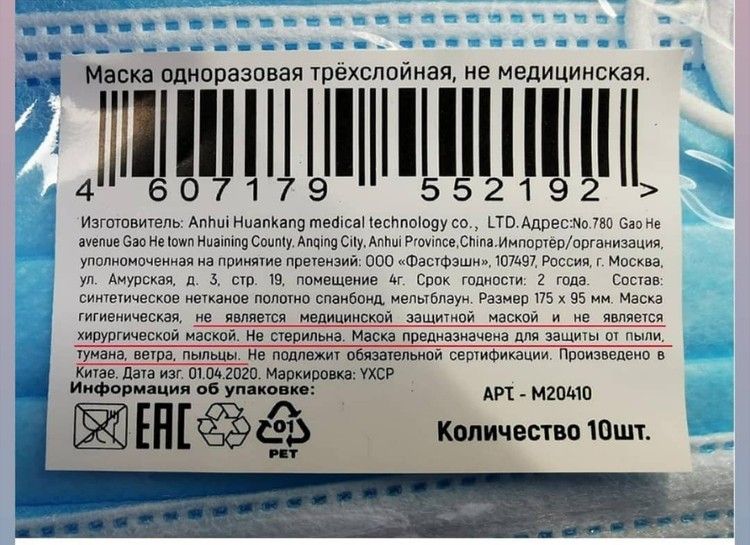 Маска одноразовая трёхслойная, не медицинская.
4 607179 552192 >
Изготовитель: Anhui Huankang medical technology co., LTD.Адрес:No.780 Gao He
avenue Gao He town Huaining County, Anqing City, Anhui Province,China.Импортёр/организация,
уполномоченная на принятие претензий: ООО «Фастфэшн», 107497, Россия, г. Москва,
ул. Амурская, д. 3, стр. 19, помещение 4г. Срок годности: 2 года. Состав:
синтетическое нетканое полотно спанбонд, мельтблаун. Размер 175 х 95 мм. Маска
гигиеническая, не является медицинской защитной маской и не является
хирургической маской. Не стерильна. Маска предназначена для защиты от пыли,
тумана, ветра, пыльцы. Не подлежит обязательной сертификации. Произведено в
Китае. Дата изг. 01.04.2020. Маркировка: YXCP
Информация об упаковке:
АРТ. - М20410
EAC
01
PET
Количество 10шт.